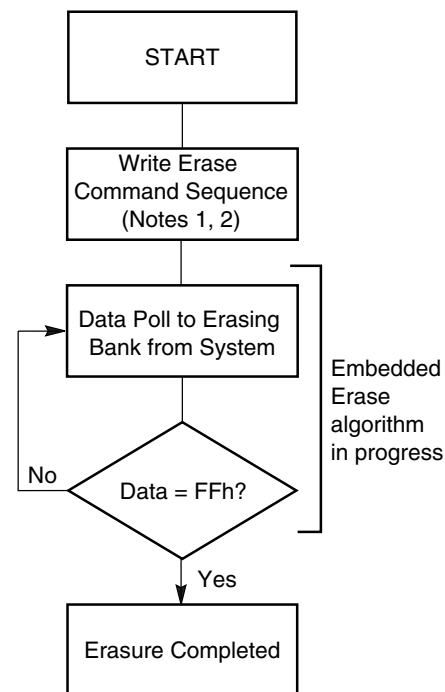 START
Write Erase
Command Sequence
(Notes 1, 2)
Data Poll to Erasing
Bank from System
Embedded
Erase
algorithm
in progress
No
Data = FFh?
Yes
Erasure Completed